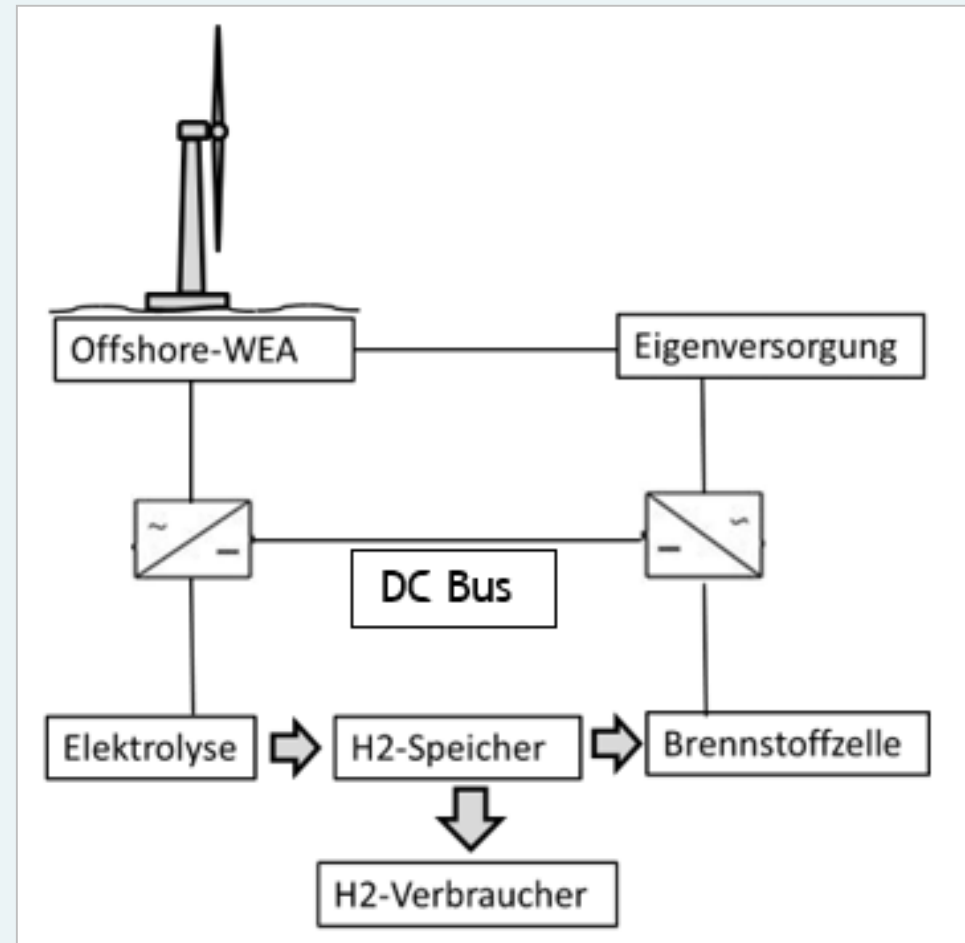 Offshore-WEA
Eigenversorgung
~
–
–
~
DC Bus
Elektrolyse
H2-Speicher
Brennstoffzelle
H2-Verbraucher